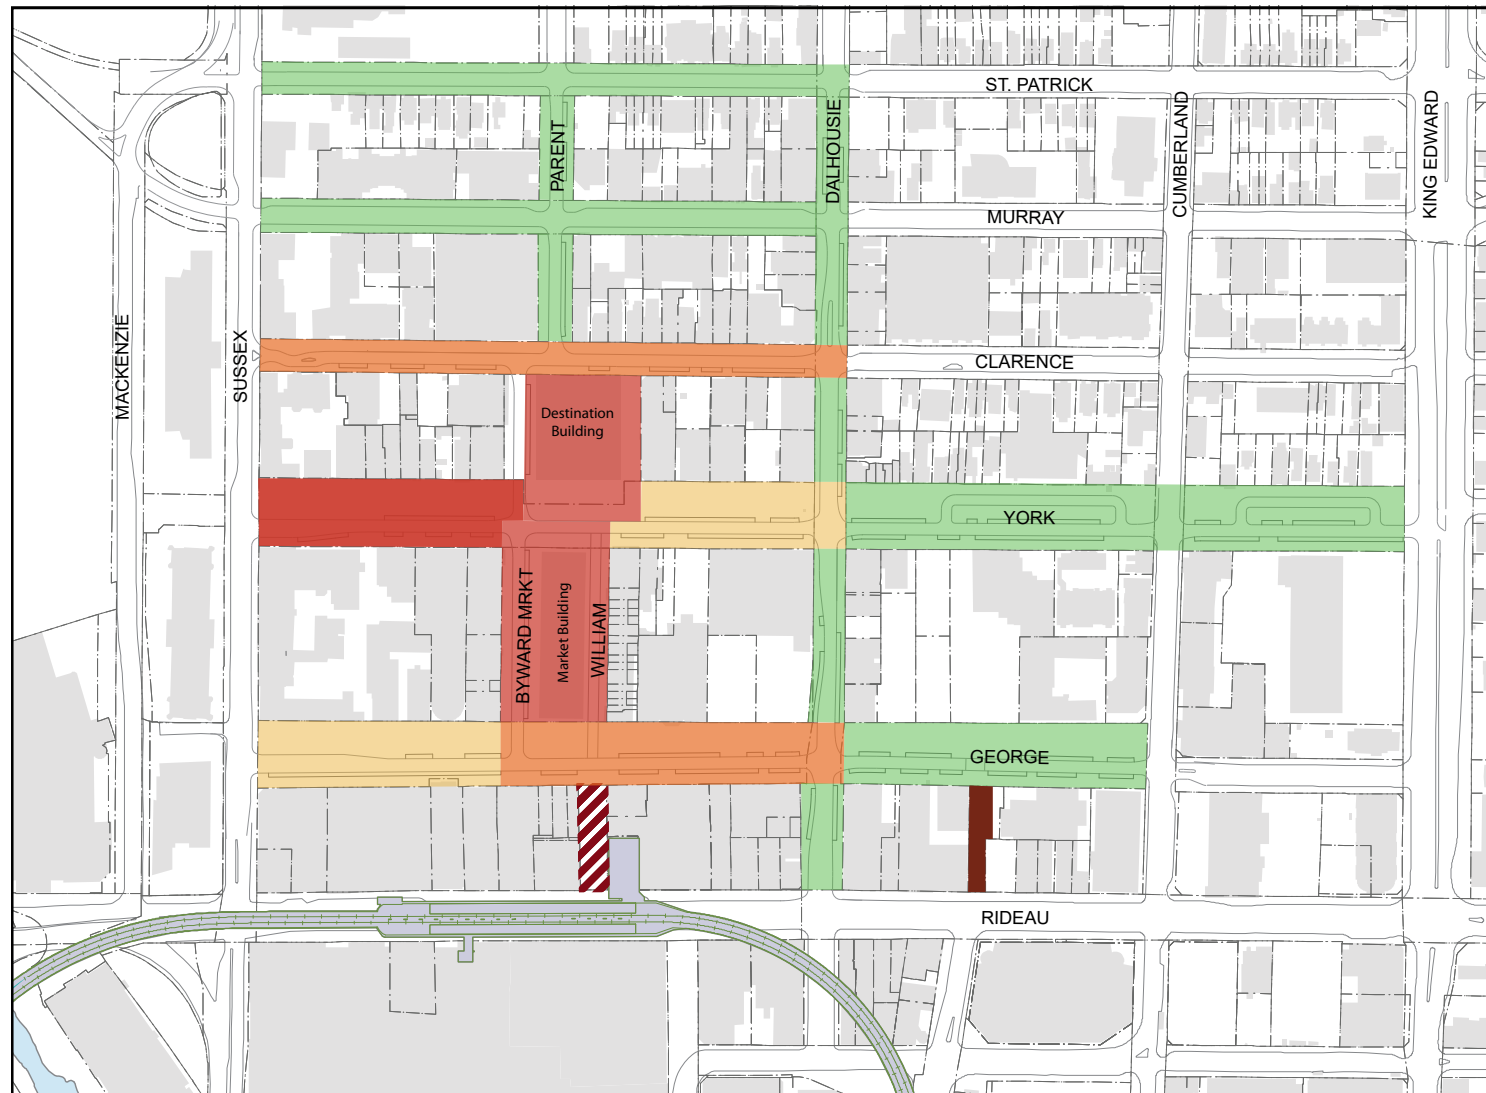 ST. PATRICK
PARENT
DALHOUSIE
CUMBERLAND
KING EDWARD
MURRAY
MACKENZIE
SUSSEX
CLARENCE
Destination
Building
YORK
BYWARD MRKT
Market Building
WILLIAM
GEORGE
RIDEAU